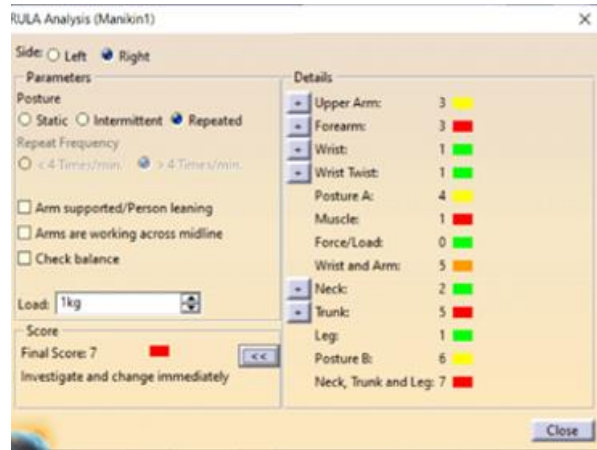 RULA Analysis (Manikin1)
Side: Left Right
Parameters
Posture
Static Intermittent Repeated
Repeat Frequency
< 4 Times/min. > 4 Times/min.
Arm supported/Person leaning
Arms are working across midline
Check balance
Load: 1kg
Score
Final Score: 7
<<
Investigate and change immediately
Details
+ Upper Arm: 3
+ Forearm: 3
+ Wrist: 1
+ Wrist Twist: 1
Posture A: 4
Muscle: 1
Force/Load: 0
Wrist and Arm: 5
+ Neck: 2
+ Trunk: 5
Leg: 1
Posture B: 6
Neck, Trunk and Leg: 7
Close